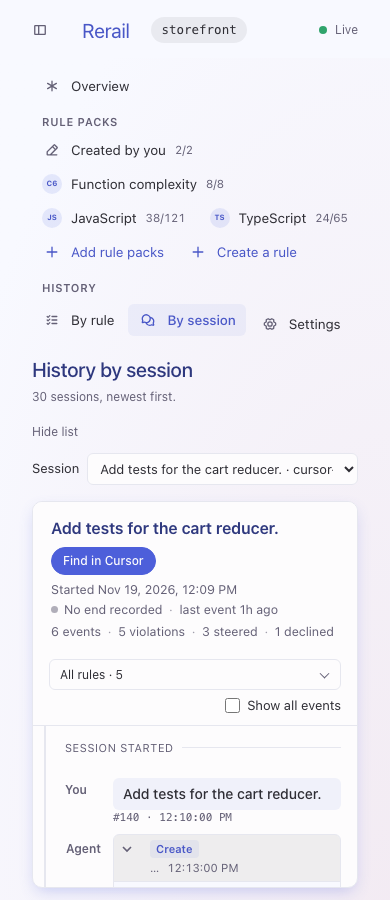 Rerail storefront Live
Overview
RULE PACKS
Created by you 2/2
C6 Function complexity 8/8
JS JavaScript 38/121 TS TypeScript 24/65
Add rule packs Create a rule
HISTORY
By rule By session Settings
History by session
30 sessions, newest first.
Hide list
Session Add tests for the cart reducer. · cursor·
Add tests for the cart reducer.
Find in Cursor
Started Nov 19, 2026, 12:09 PM
No end recorded · last event 1h ago
6 events · 5 violations · 3 steered · 1 declined
All rules · 5
Show all events
SESSION STARTED
You Add tests for the cart reducer.
#140 · 12:10:00 PM
Agent Create
... 12:13:00 PM